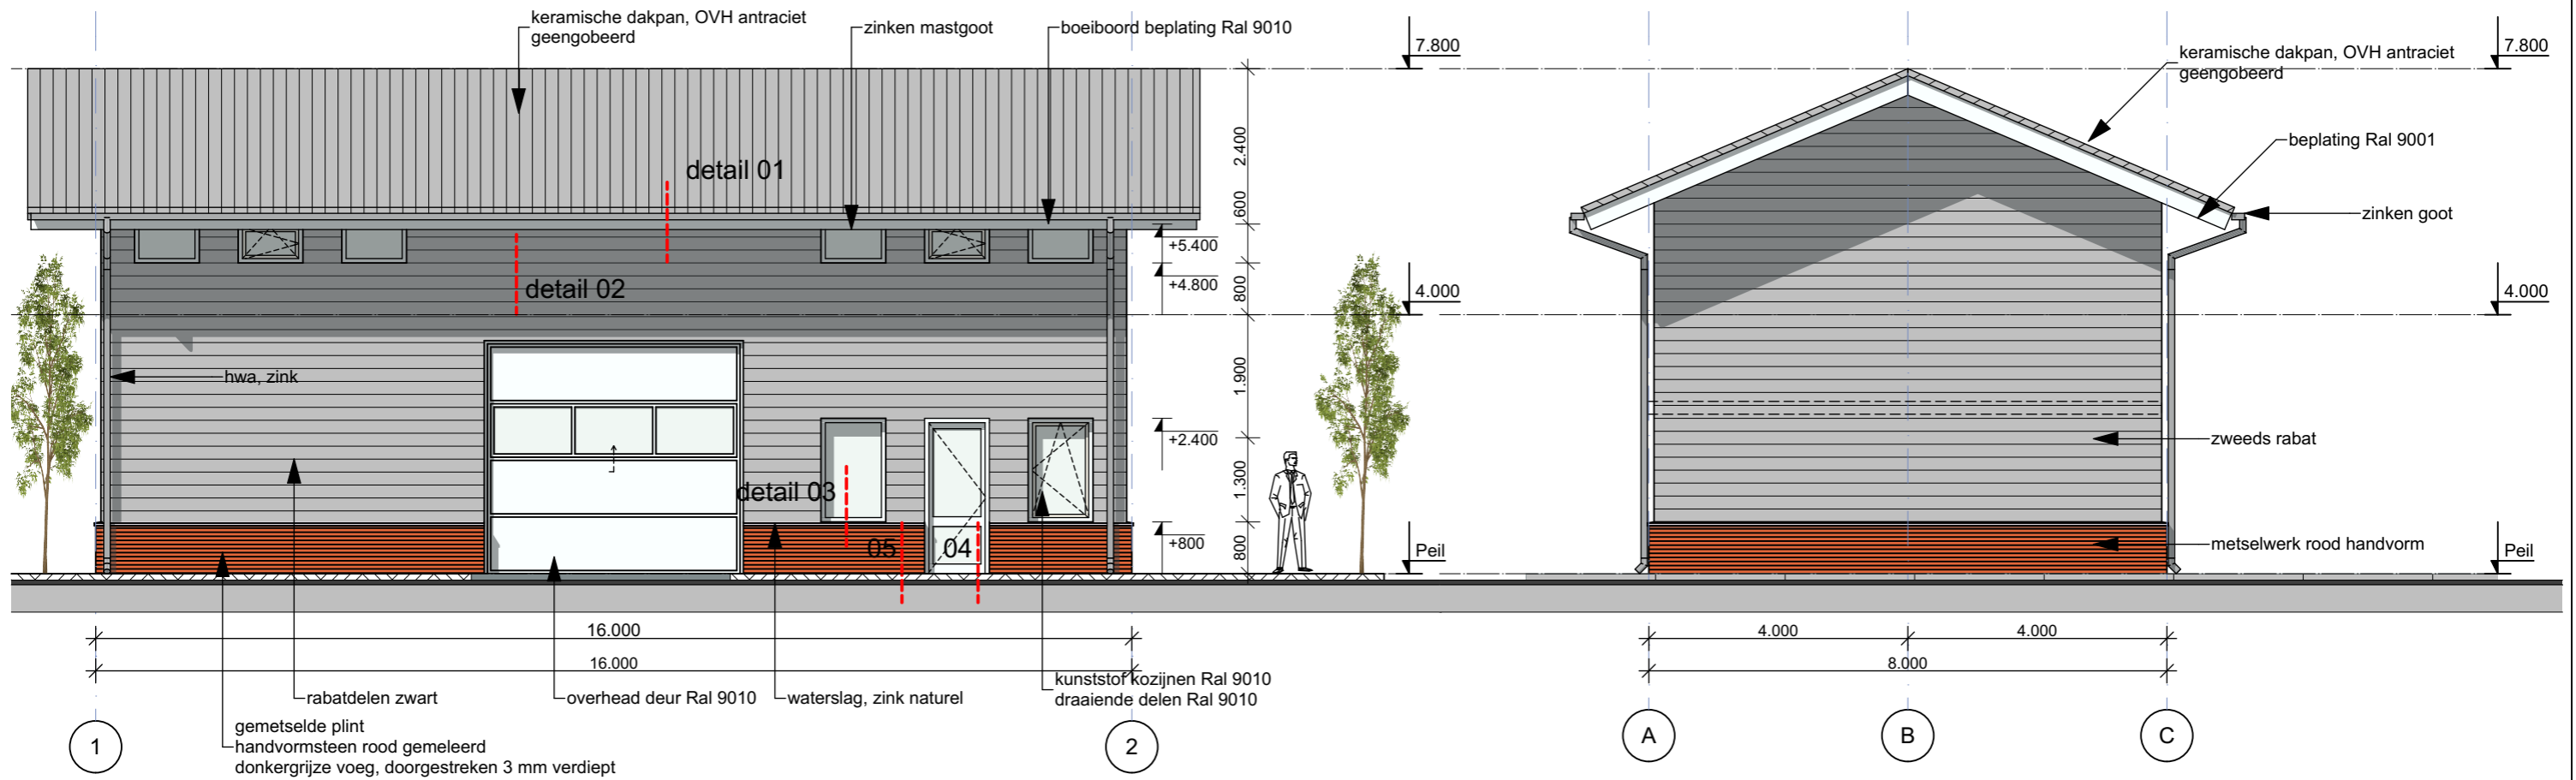 keramische dakpan, OVH antraciet
geengobeerd
zinken mastgoot
boeiboord beplating Ral 9010
7.800
7.800
keramische dakpan, OVH antraciet
geengobeerd
beplating Ral 9001
2.400
detail 01
600
zinken goot
+5.400
+4.800
detail 02
800
4.000
4.000
hwa, zink
1.900
+2.400
zweeds rabat
detail 03
1.300
05
04
+800
800
Peil
metselwerk rood handvorm
Peil
16.000
4.000
4.000
16.000
8.000
rabatdelen zwart
overhead deur Ral 9010
waterslag, zink naturel
kunststof kozijnen Ral 9010
draaiende delen Ral 9010
gemetselde plint
handvormsteen rood gemeleerd
donkergrijze voeg, doorgestreken 3 mm verdiept
1
2
A
B
C